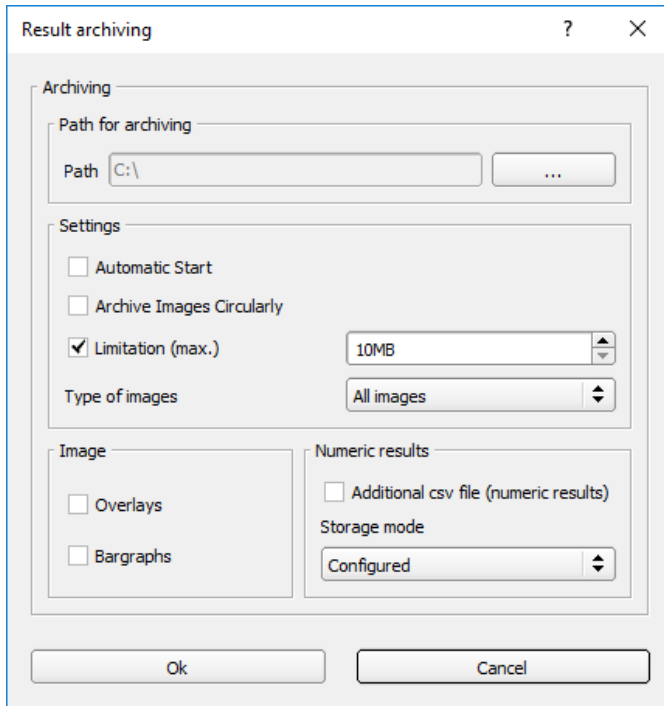 Result archiving
?
Archiving
Path for archiving
Path C:\ ...
Settings
Automatic Start
Archive Images Circularly
Limitation (max.) 10MB
Type of images All images
Image
Overlays
Bargraphs
Numeric results
Additional csv file (numeric results)
Storage mode
Configured
Ok Cancel